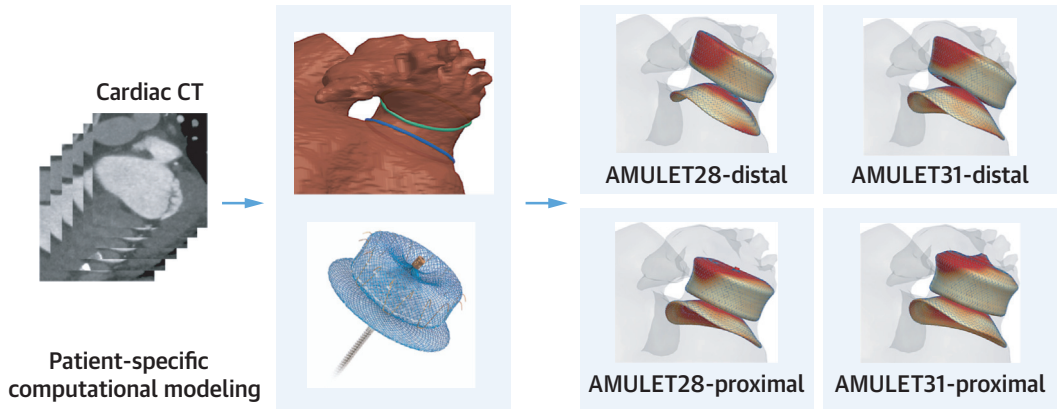 Cardiac CT
Patient-specific
computational modeling
AMULET28-distal
AMULET31-distal
AMULET28-proximal
AMULET31-proximal